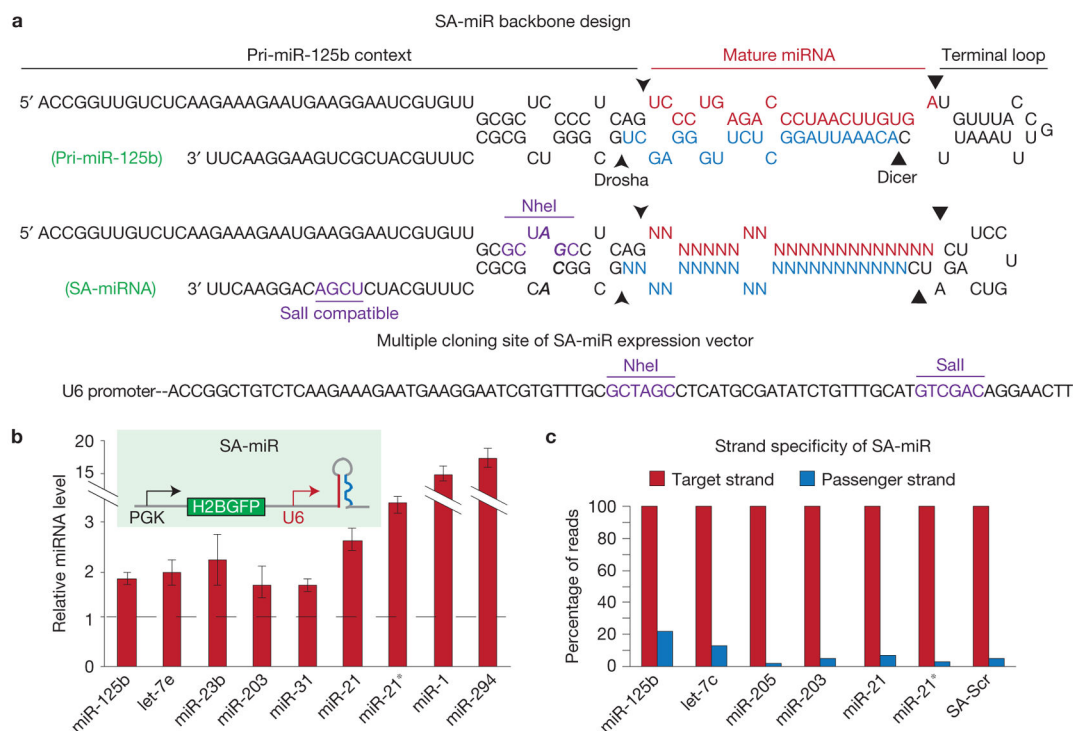 a
SA-miR backbone design
Pri-miR-125b context Mature miRNA Terminal loop
UC UG C A U C
5′ ACCGGUUGUCUCAAGAAAGAAUGAAGGAAUCGUGUU UC U
GCGC CCC CAG CC AGA CCUAACUUGUG GUUUA C
CGCG GGG GUC GG UCU GGAUUAAACAC UAAAU U G
(Pri-miR-125b) 3′ UUCAAGGAAGUCGCUACGUUUC CU C GA GU C U U
Drosha Dicer
NheI
5′ ACCGGUUGUCUCAAGAAAGAAUGAAGGAAUCGUGUU UA U NN NN UCC
GCGC GCC CAG NNNNN NNNNNNNNNNNNN CU U
CGCG CGG GNN NNNNN NNNNNNNNNNNCU GA
(SA-miRNA) 3′ UUCAAGGACAGCUCUACGUUUC CA C NN NN A CUG
SalI compatible
Multiple cloning site of SA-miR expression vector
NheI SalI
U6 promoter--ACCGGCTGTCTCAAGAAAGAATGAAGGAATCGTGTTTGCGCTAGCCTCATGCGATATCTGTTTGCATGTCGACAGGAACTT
b
SA-miR
PGK H2BGFP U6
Relative miRNA level
20
15
3
2
1
0
miR-125b let-7e miR-23b miR-203 miR-31 miR-21 miR-21* miR-1 miR-294
c
Strand specificity of SA-miR
Target strand Passenger strand
Percentage of reads
100
80
60
40
20
0
miR-125b let-7c miR-205 miR-203 miR-21 miR-21* SA-Scr